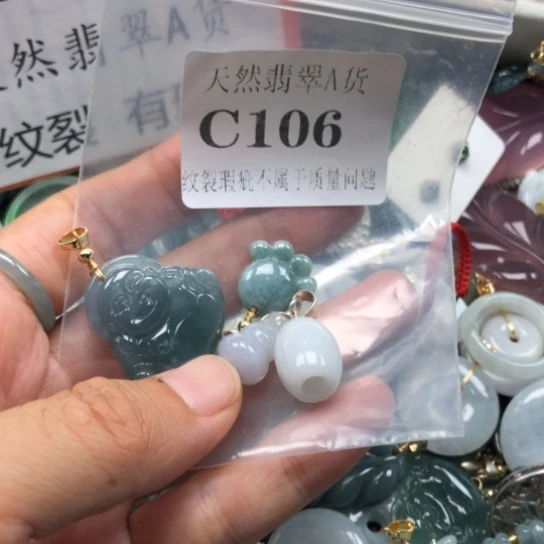 天然翡翠A货
C106
纹裂瑕疵不属于质量问题
然翡翠A货
纹裂 有